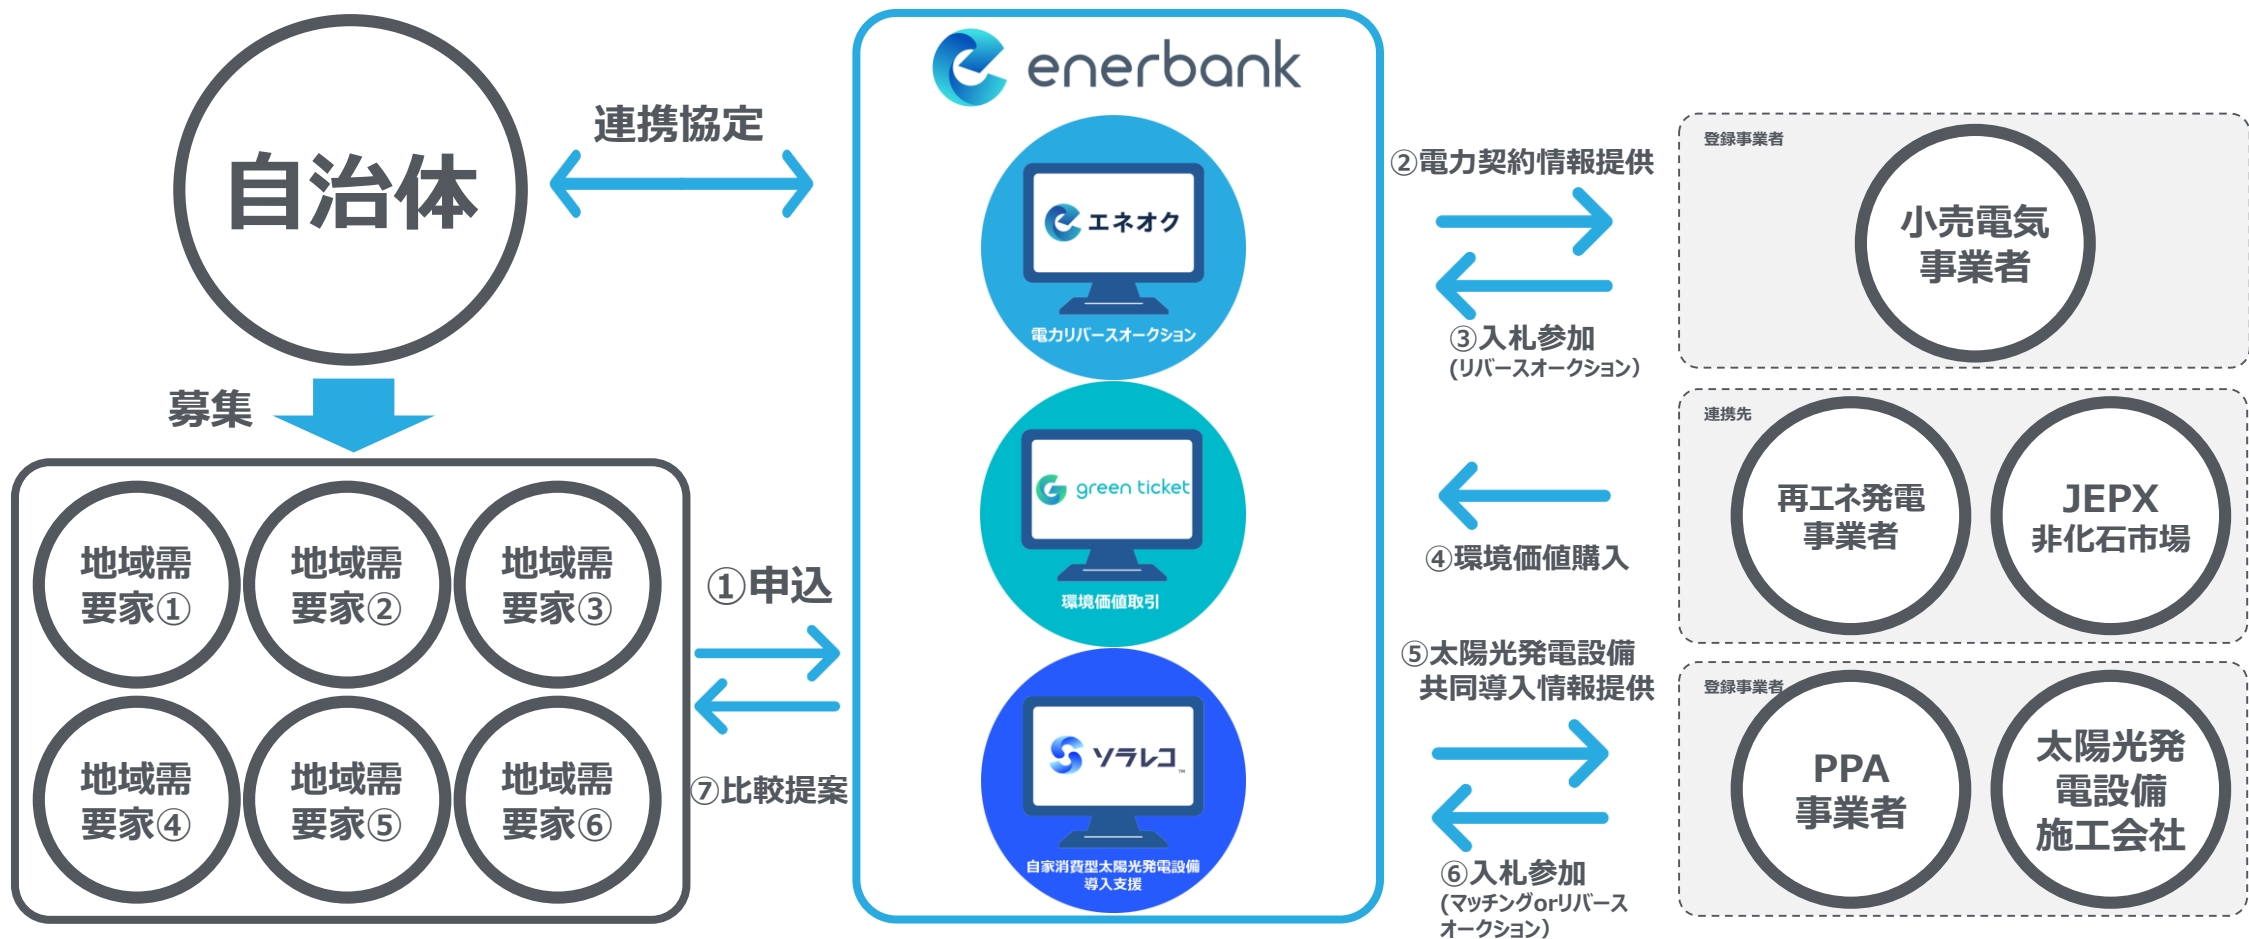 自治体
連携協定
募集
地域需
要家①
地域需
要家②
地域需
要家③
地域需
要家④
地域需
要家⑤
地域需
要家⑥
①申込
⑦比較提案
enerbank
エネオク
電力リバースオークション
green ticket
環境価値取引
ソラレコ™
自家消費型太陽光発電設備
導入支援
②電力契約情報提供
③入札参加
(リバースオークション）
④環境価値購入
⑤太陽光発電設備
共同導入情報提供
⑥入札参加
(マッチングorリバース
オークション）
登録事業者
小売電気
事業者
連携先
再エネ発電
事業者
JEPX
非化石市場
登録事業者
PPA
事業者
太陽光発
電設備
施工会社